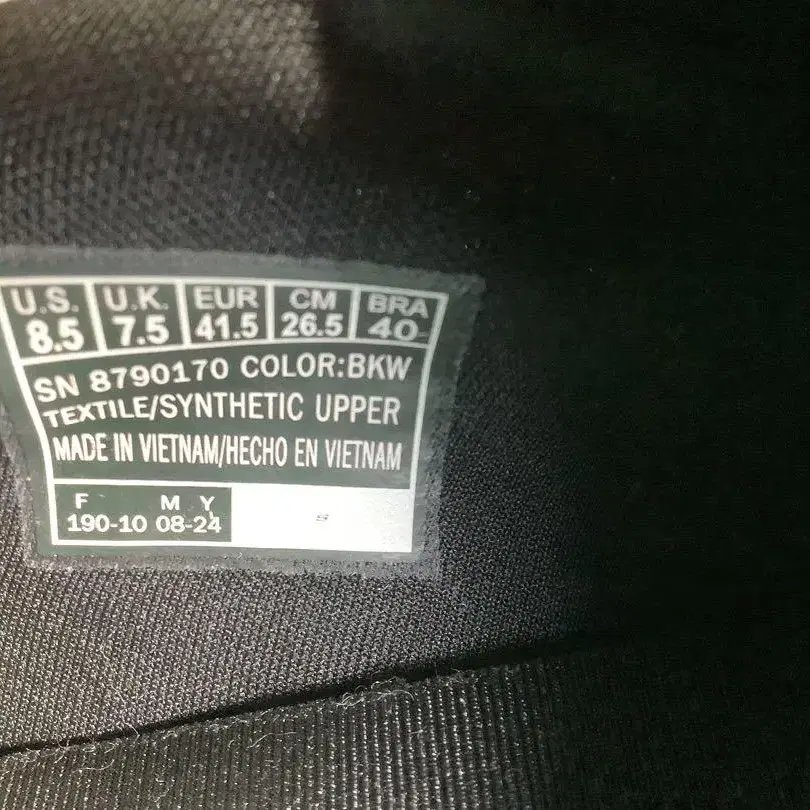 U.S. U.K. EUR CM BRA
8.5 7.5 41.5 26.5 40
SN 8790170 COLOR:BKW
TEXTILE/SYNTHETIC UPPER
MADE IN VIETNAM/HECHO EN VIETNAM
F M Y
190-10 08-24